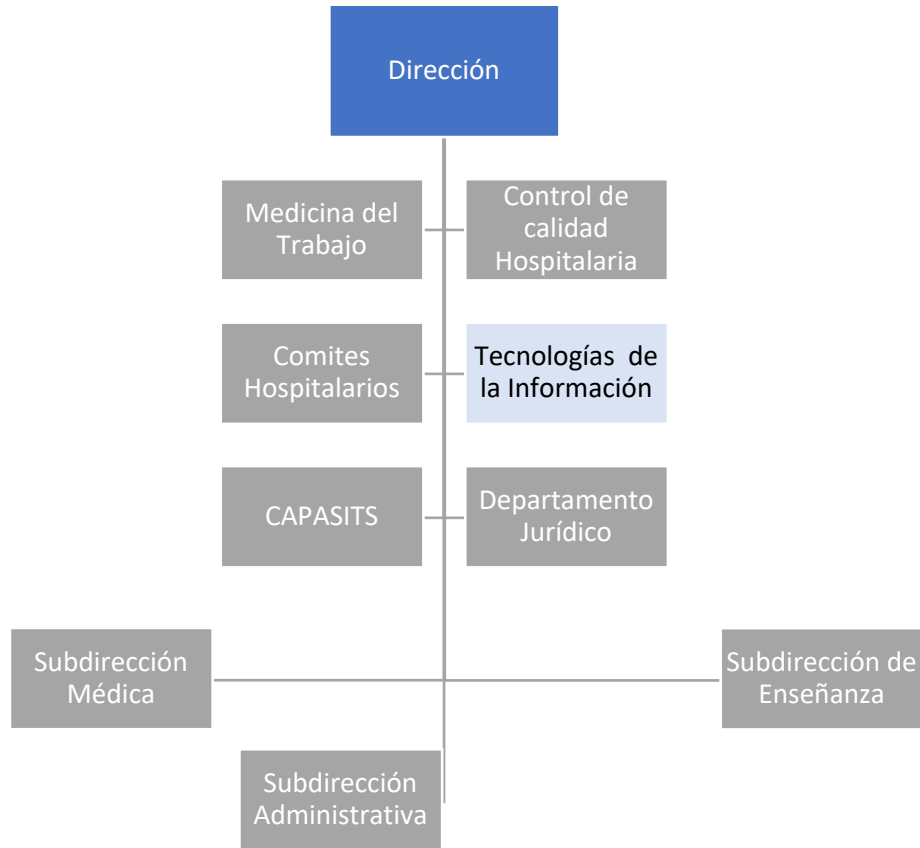 Dirección
Medicina del
Trabajo
Control de
calidad
Hospitalaria
Comites
Hospitalarios
Tecnologías  de
la Información
CAPASITS
Departamento
Jurídico
Subdirección
Médica
Subdirección de
Enseñanza
Subdirección
Administrativa